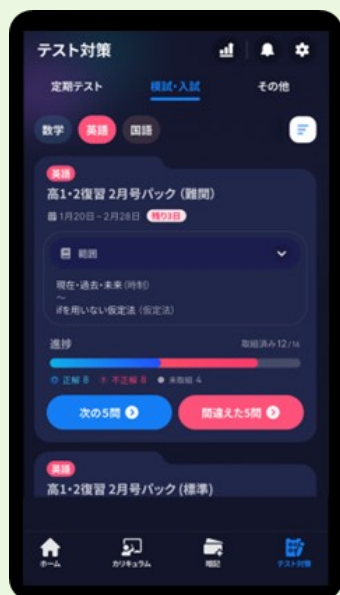 テスト対策
定期テスト 模試・入試 その他
数学 英語 国語
英語
高1・2復習 2月号パック (難関)
1月20日 - 2月28日 残り3日
範囲
現在・過去・未来 (時制)
~
ifを用いない仮定法 (仮定法)
進捗 取組済み 12/16
正解 8 不正解 8 未取組 4
次の5問 間違えた5問
英語
高1・2復習 2月号パック (標準)
ホーム カリキュラム 暗記 テスト対策